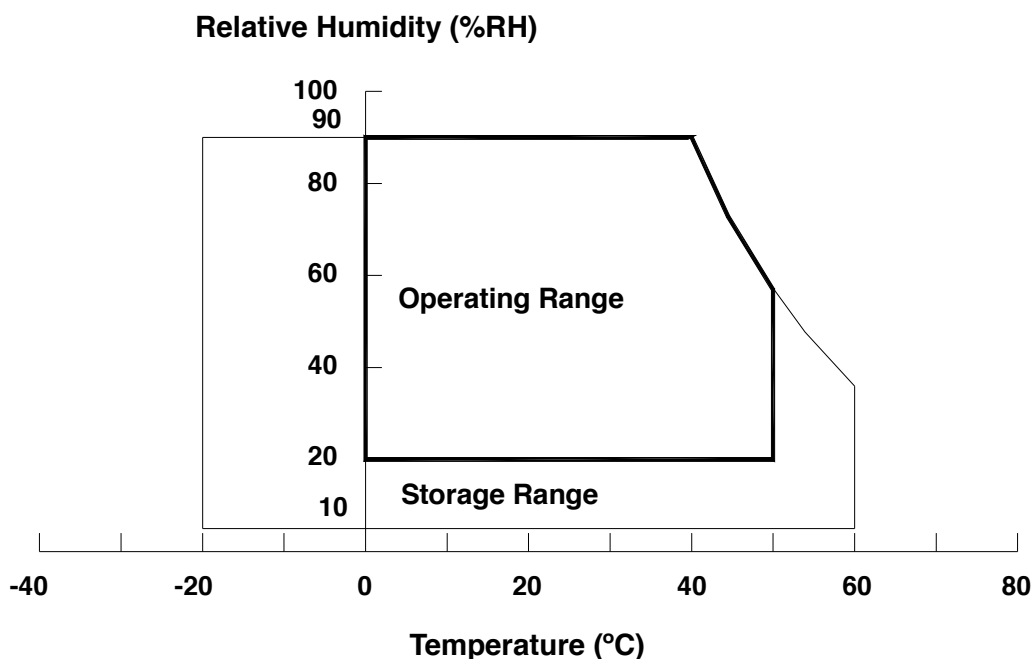 Relative Humidity (%RH)
100
90
80
60
Operating Range
40
20
Storage Range
10
-40 -20 0 20 40 60 80
Temperature (ºC)